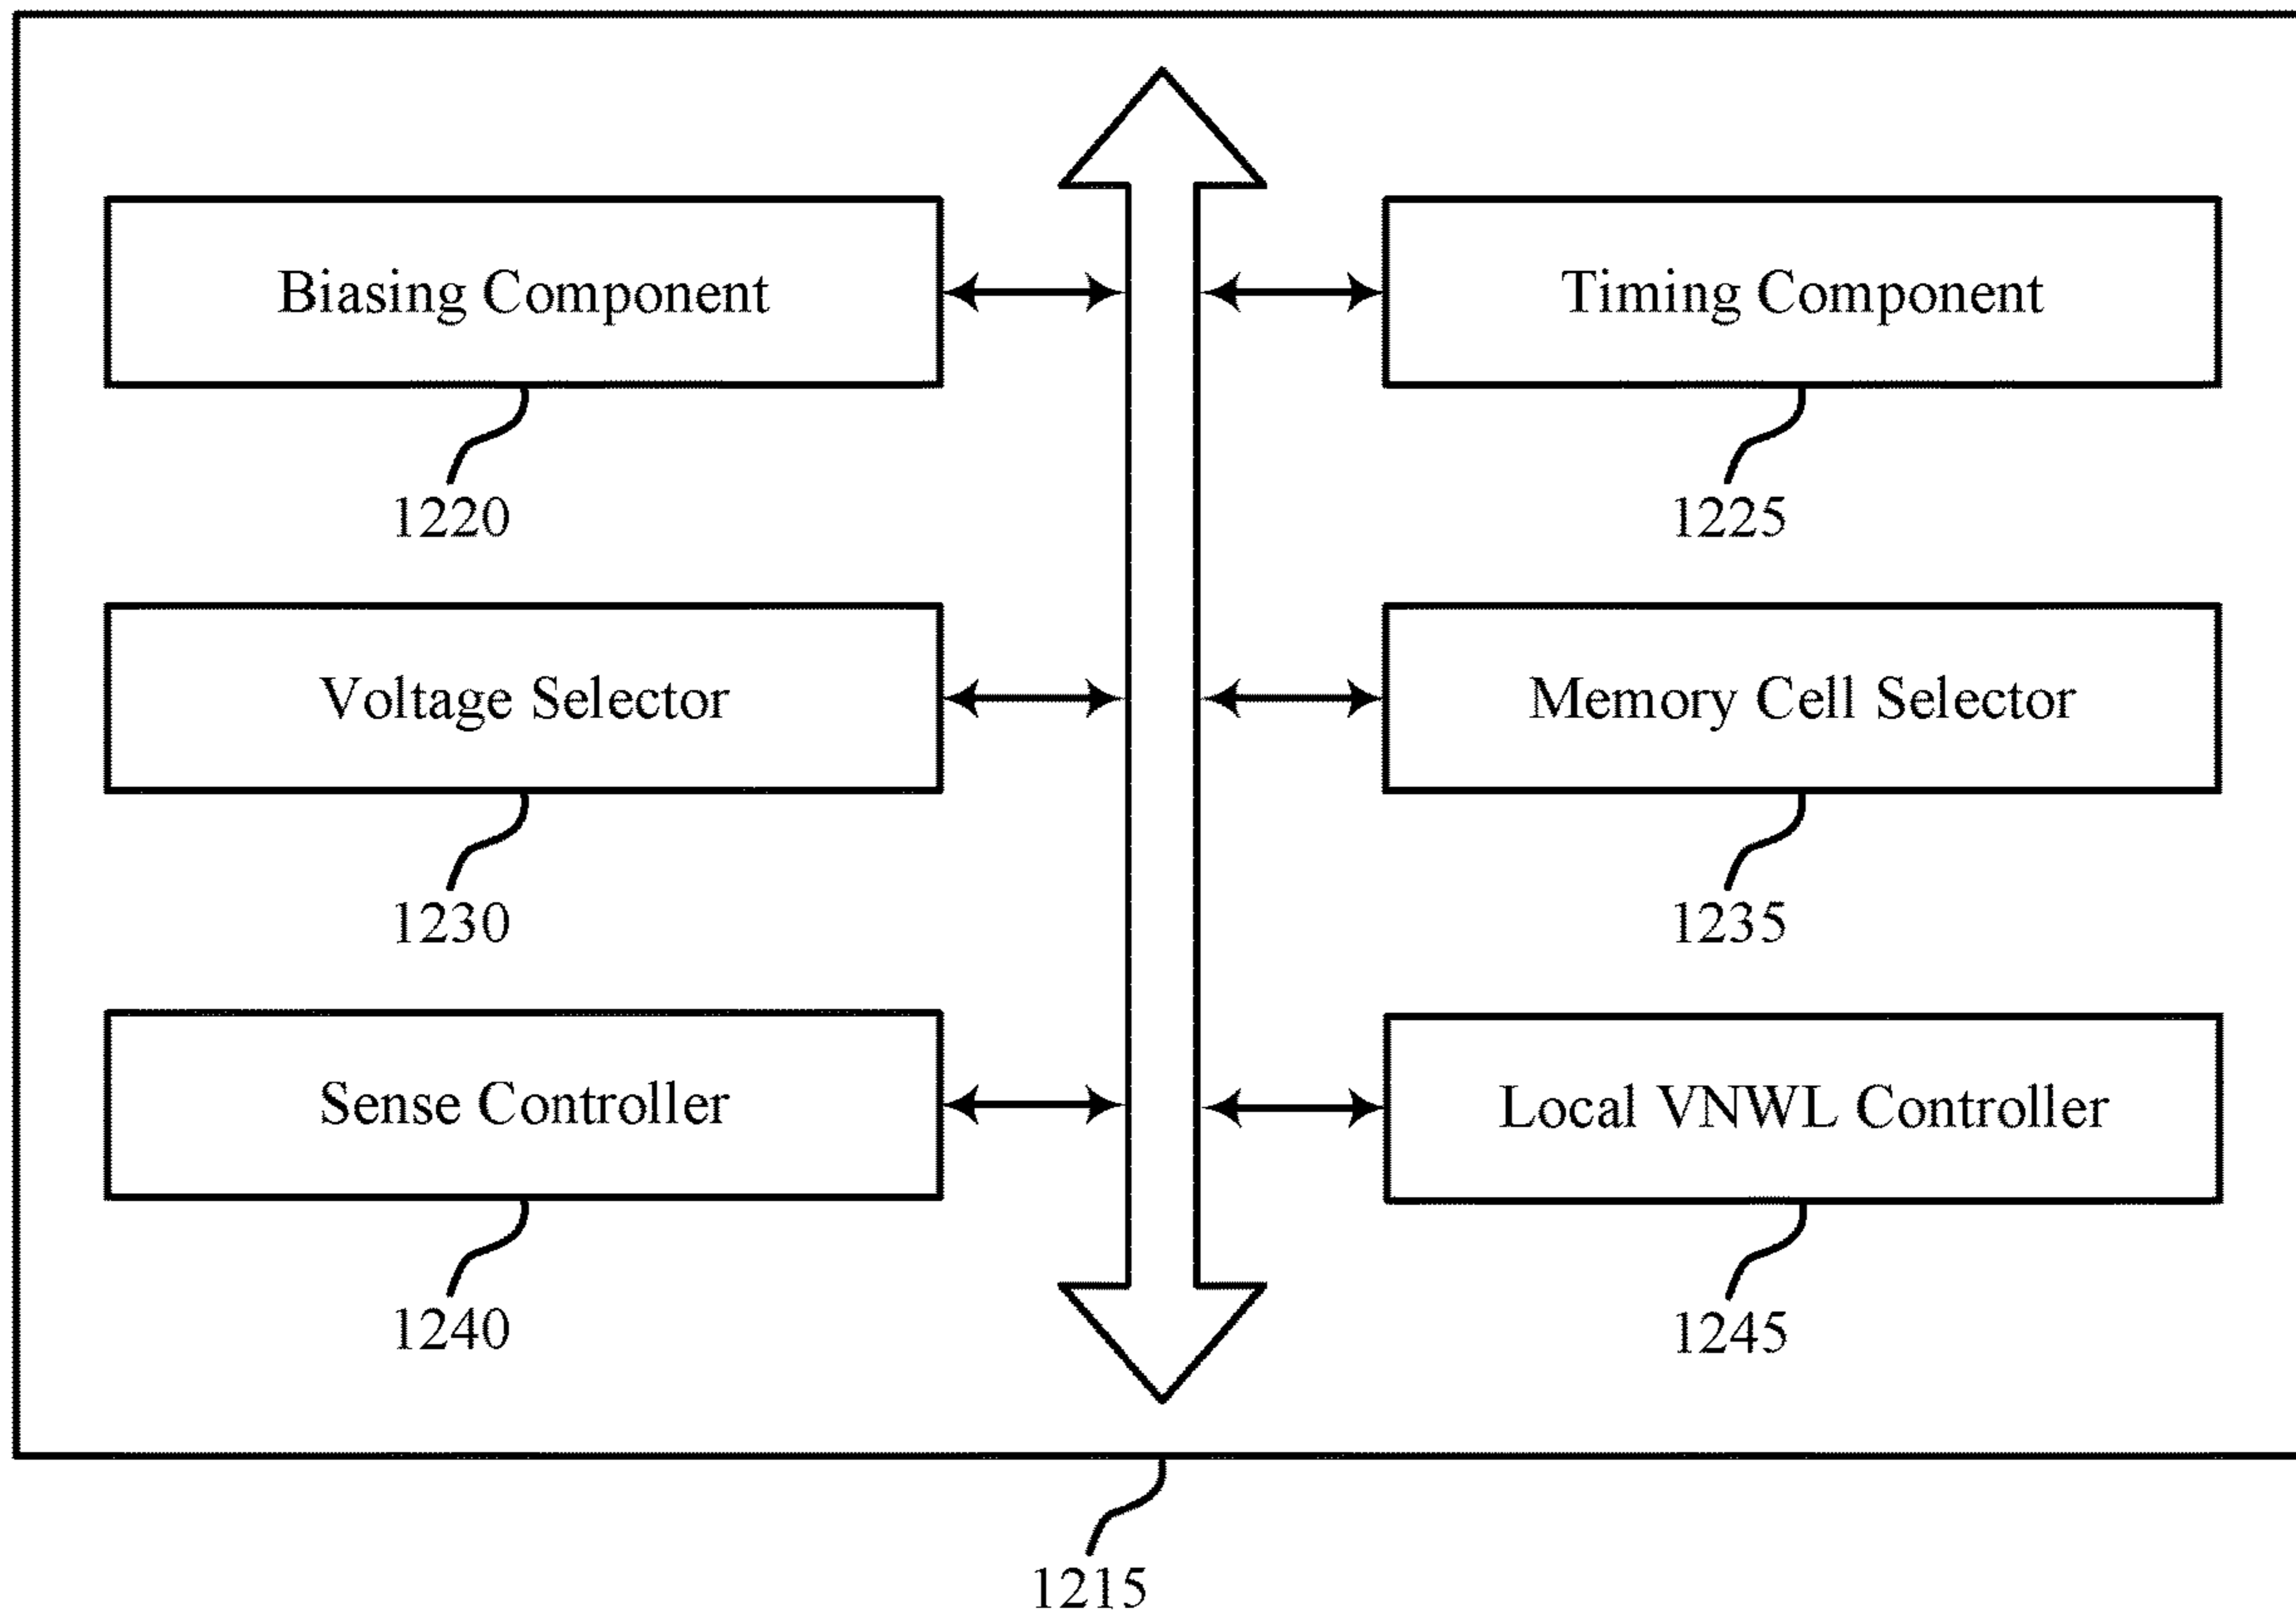 Biasing Component
Timing Component
1220
1225
Voltage Selector
Memory Cell Selector
1230
1235
Sense Controller
Local VNWL Controller
1240
1245
1215